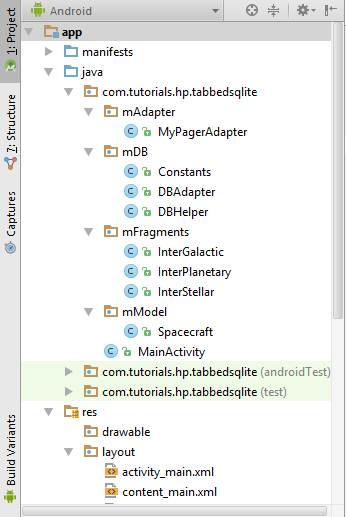 Android
1: Project
app
manifests
java
com.tutorials.hp.tabbedsqlite
mAdapter
MyPagerAdapter
mDB
Constants
DBAdapter
DBHelper
mFragments
InterGalactic
InterPlanetary
InterStellar
mModel
Spacecraft
MainActivity
com.tutorials.hp.tabbedsqlite (androidTest)
com.tutorials.hp.tabbedsqlite (test)
res
drawable
layout
activity_main.xml
content_main.xml
7: Structure
Captures
Build Variants